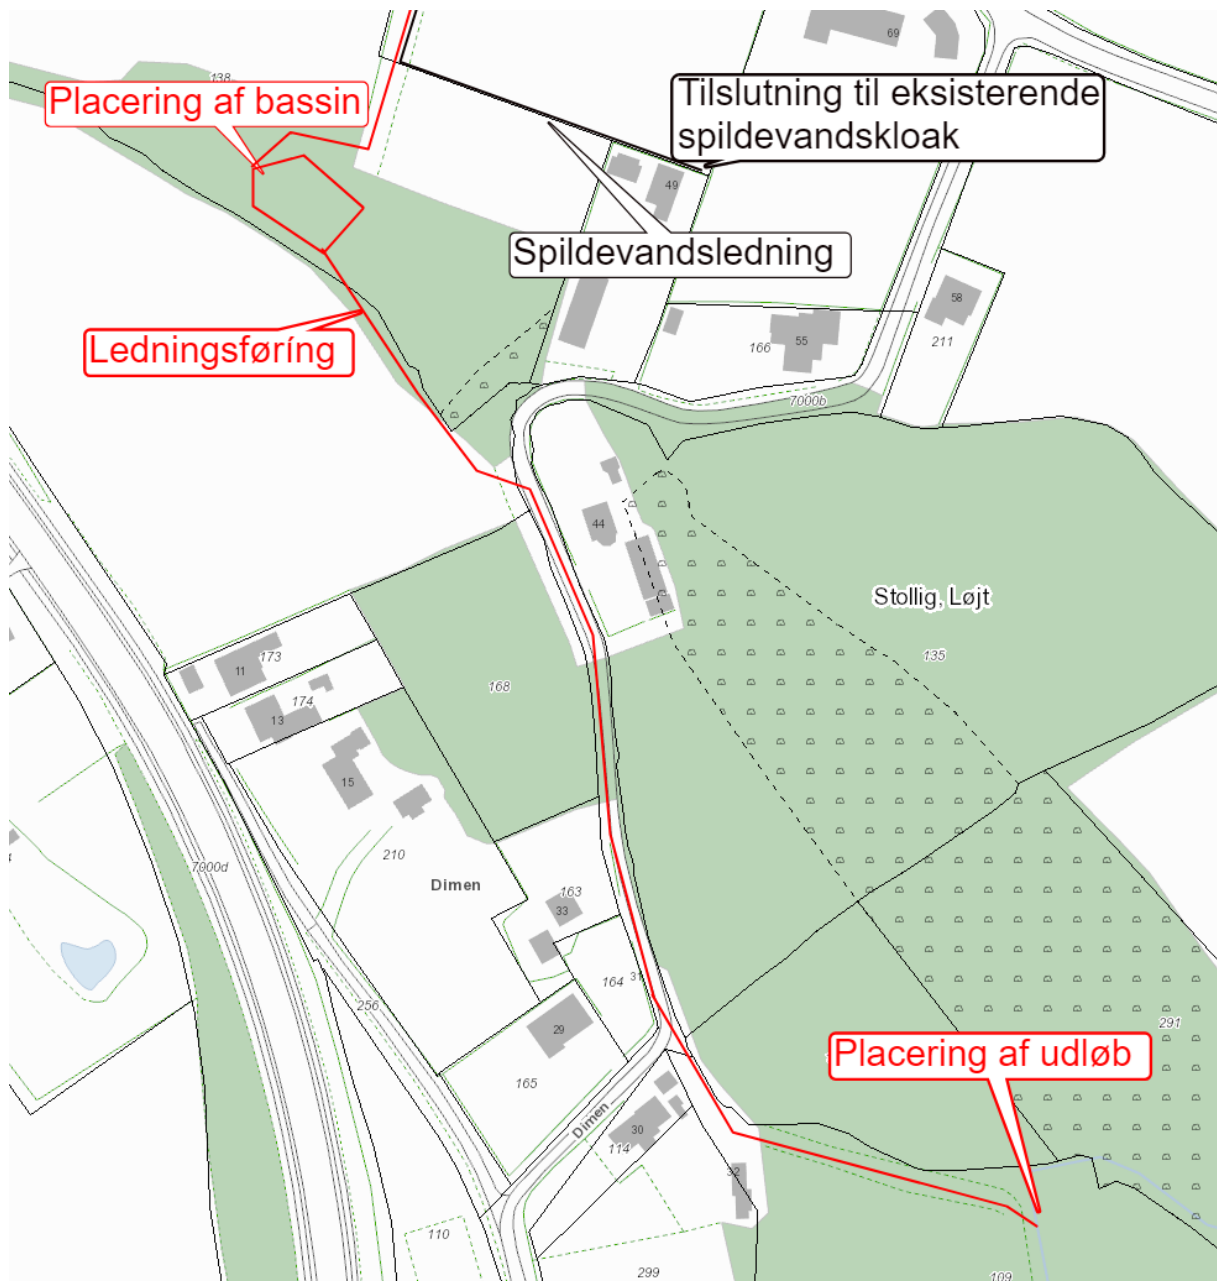 69
138
Placering af bassin
Tilslutning til eksisterende
spildevandskloak
49
Spildevandsledning
58
Ledningsføríng
55
166
211
7000b
44
Stollig, Løjt
135
11
173
168
174
13
15
7000d
210
Dimen
163
33
164
31
256
29
291
Placering af udløb
165
Dimen
30
114
32
110
299
109